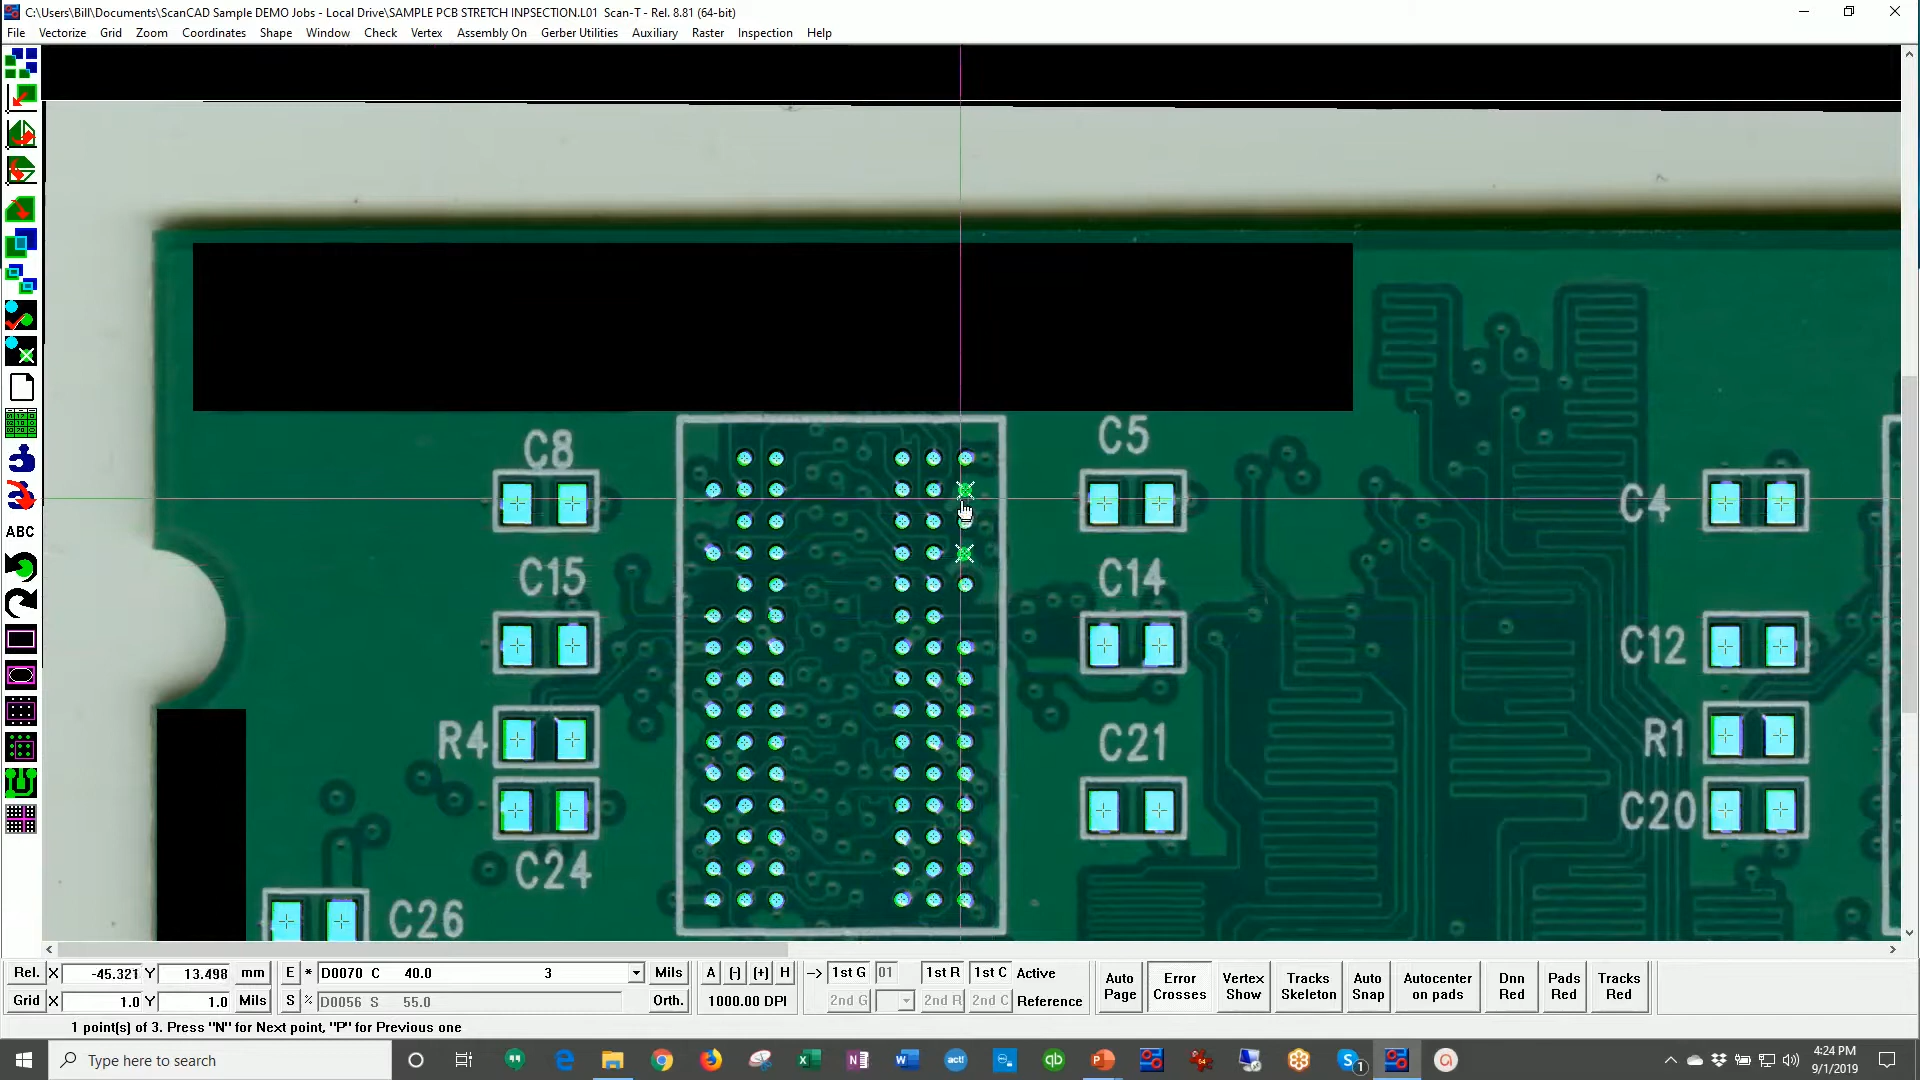 C:\Users\Bill\Documents\ScanCAD Sample DEMO Jobs - Local Drive\SAMPLE PCB STRETCH INPSECTION.L01  Scan-T - Rel. 8.81 (64-bit)
File Vectorize Grid Zoom Coordinates Shape Window Check Vertex Assembly On Gerber Utilities Auxiliary Raster Inspection Help
ABC
C8
C5
C4
C15
C14
C12
R4
C21
R1
C24
C20
C26
Rel. X -45.321 Y 13.498 mm E * D0070 C 40.0 3 Mils A [-] [+] H -> 1st G 01 1st R 1st C Active
Grid X 1.0 Y 1.0 Mils S % D0056 S 55.0 Orth. 1000.00 DPI 2nd G 2nd R 2nd C Reference
Auto Page
Error Crosses
Vertex Show
Tracks Skeleton
Auto Snap
Autocenter on pads
Dnn Red
Pads Red
Tracks Red
1 point(s) of 3. Press "N" for Next point, "P" for Previous one
Type here to search
4:24 PM
9/1/2019